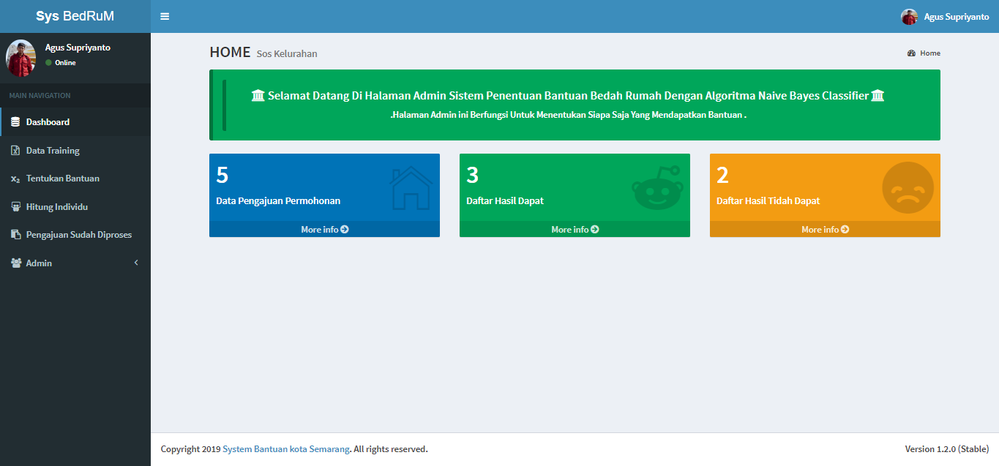 Sys BedRuM
Agus Supriyanto
Agus Supriyanto
Online
MAIN NAVIGATION
Dashboard
Data Training
x₂ Tentukan Bantuan
Hitung Individu
Pengajuan Sudah Diproses
Admin
HOME Sos Kelurahan
Home
Selamat Datang Di Halaman Admin Sistem Penentuan Bantuan Bedah Rumah Dengan Algoritma Naive Bayes Classifier
.Halaman Admin ini Berfungsi Untuk Menentukan Siapa Saja Yang Mendapatkan Bantuan .
5
Data Pengajuan Permohonan
More info
3
Daftar Hasil Dapat
More info
2
Daftar Hasil Tidah Dapat
More info
Copyright 2019 System Bantuan kota Semarang. All rights reserved.
Version 1.2.0 (Stable)